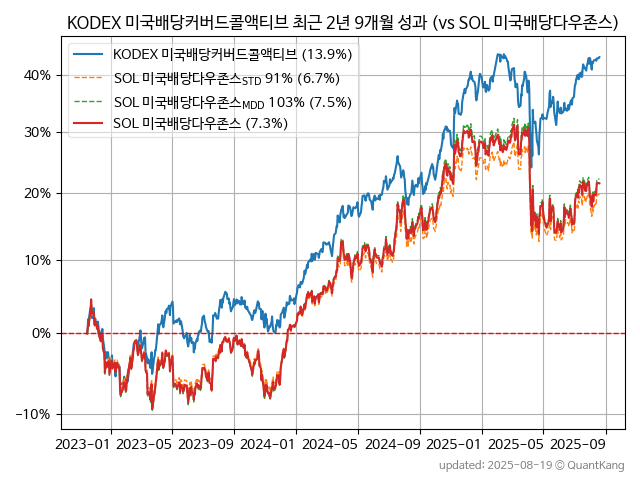 KODEX 미국배당커버드콜액티브 최근 2년 9개월 성과 (vs SOL 미국배당다우존스)
KODEX 미국배당커버드콜액티브 (13.9%)
SOL 미국배당다우존스STD 91% (6.7%)
SOL 미국배당다우존스MDD 103% (7.5%)
SOL 미국배당다우존스 (7.3%)
40%
30%
20%
10%
0%
−10%
2023-01 2023-05 2023-09 2024-01 2024-05 2024-09 2025-01 2025-05 2025-09
updated: 2025-08-19 © QuantKang